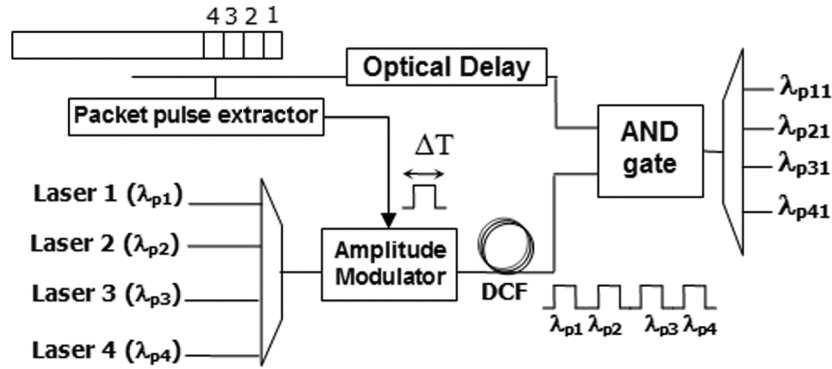 4 3 2 1
Optical Delay
Packet pulse extractor
AND
gate
λp11
λp21
λp31
λp41
ΔT
Laser 1 (λp1)
Laser 2 (λp2)
Laser 3 (λp3)
Laser 4 (λp4)
Amplitude
Modulator
DCF
λp1 λp2 λp3 λp4